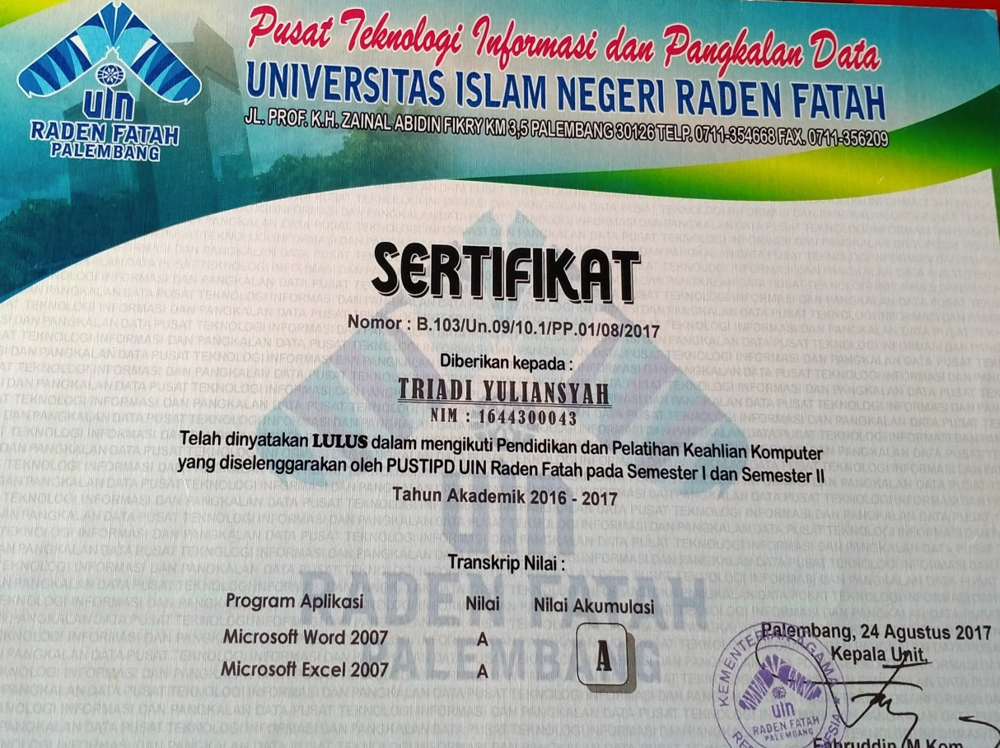 Pusat Teknologi Informasi dan Pangkalan Data
UNIVERSITAS ISLAM NEGERI RADEN FATAH
JL. PROF. K.H. ZAINAL ABIDIN FIKRY KM 3,5 PALEMBANG 30126 TELP. 0711-354668 FAX. 0711-356209
uin
RADEN FATAH
PALEMBANG
SERTIFIKAT
Nomor : B.103/Un.09/10.1/PP.01/08/2017
Diberikan kepada :
TRIADI YULIANSYAH
NIM : 1644300043
Telah dinyatakan LULUS dalam mengikuti Pendidikan dan Pelatihan Keahlian Komputer
yang diselenggarakan oleh PUSTIPD UIN Raden Fatah pada Semester I dan Semester II
Tahun Akademik 2016 - 2017
Transkrip Nilai :
Program Aplikasi Nilai Nilai Akumulasi
Microsoft Word 2007 A
Microsoft Excel 2007 A
A
Palembang, 24 Agustus 2017
Kepala Unit,
KEMENTERIAN AGAMA
uin
RADEN FATAH
PALEMBANG
Fahruddin, M.Kom